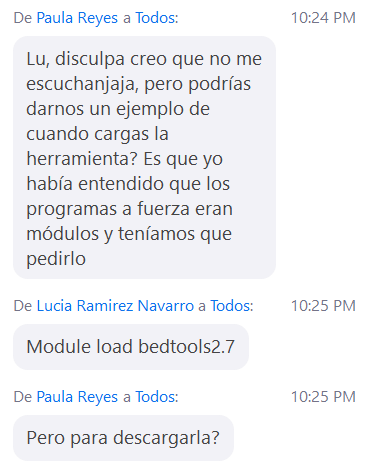 De Paula Reyes a Todos: 10:24 PM
Lu, disculpa creo que no me
escuchanjaja, pero podrías
darnos un ejemplo de
cuando cargas la
herramienta? Es que yo
había entendido que los
programas a fuerza eran
módulos y teníamos que
pedirlo
De Lucia Ramirez Navarro a Todos: 10:25 PM
Module load bedtools2.7
De Paula Reyes a Todos: 10:25 PM
Pero para descargarla?